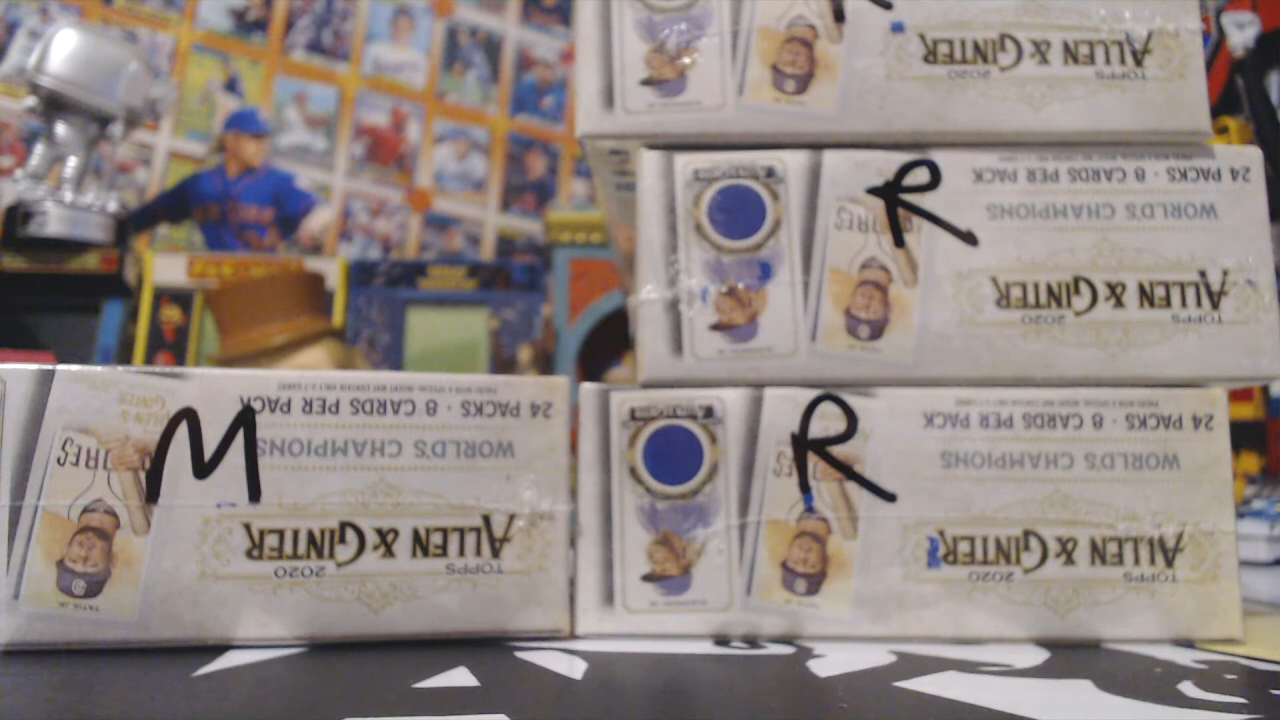 ALLEN & GINTER
2020
TOPPS
R
24 PACKS · 8 CARDS PER PACK
WORLD'S CHAMPIONS
ALLEN & GINTER
2020
TOPPS
M
24 PACKS · 8 CARDS PER PACK
WORLD'S CHAMPIONS
ALLEN & GINTER
2020
TOPPS
TATIS JR.
R
24 PACKS · 8 CARDS PER PACK
WORLD'S CHAMPIONS
ALLEN & GINTER
2020
TOPPS